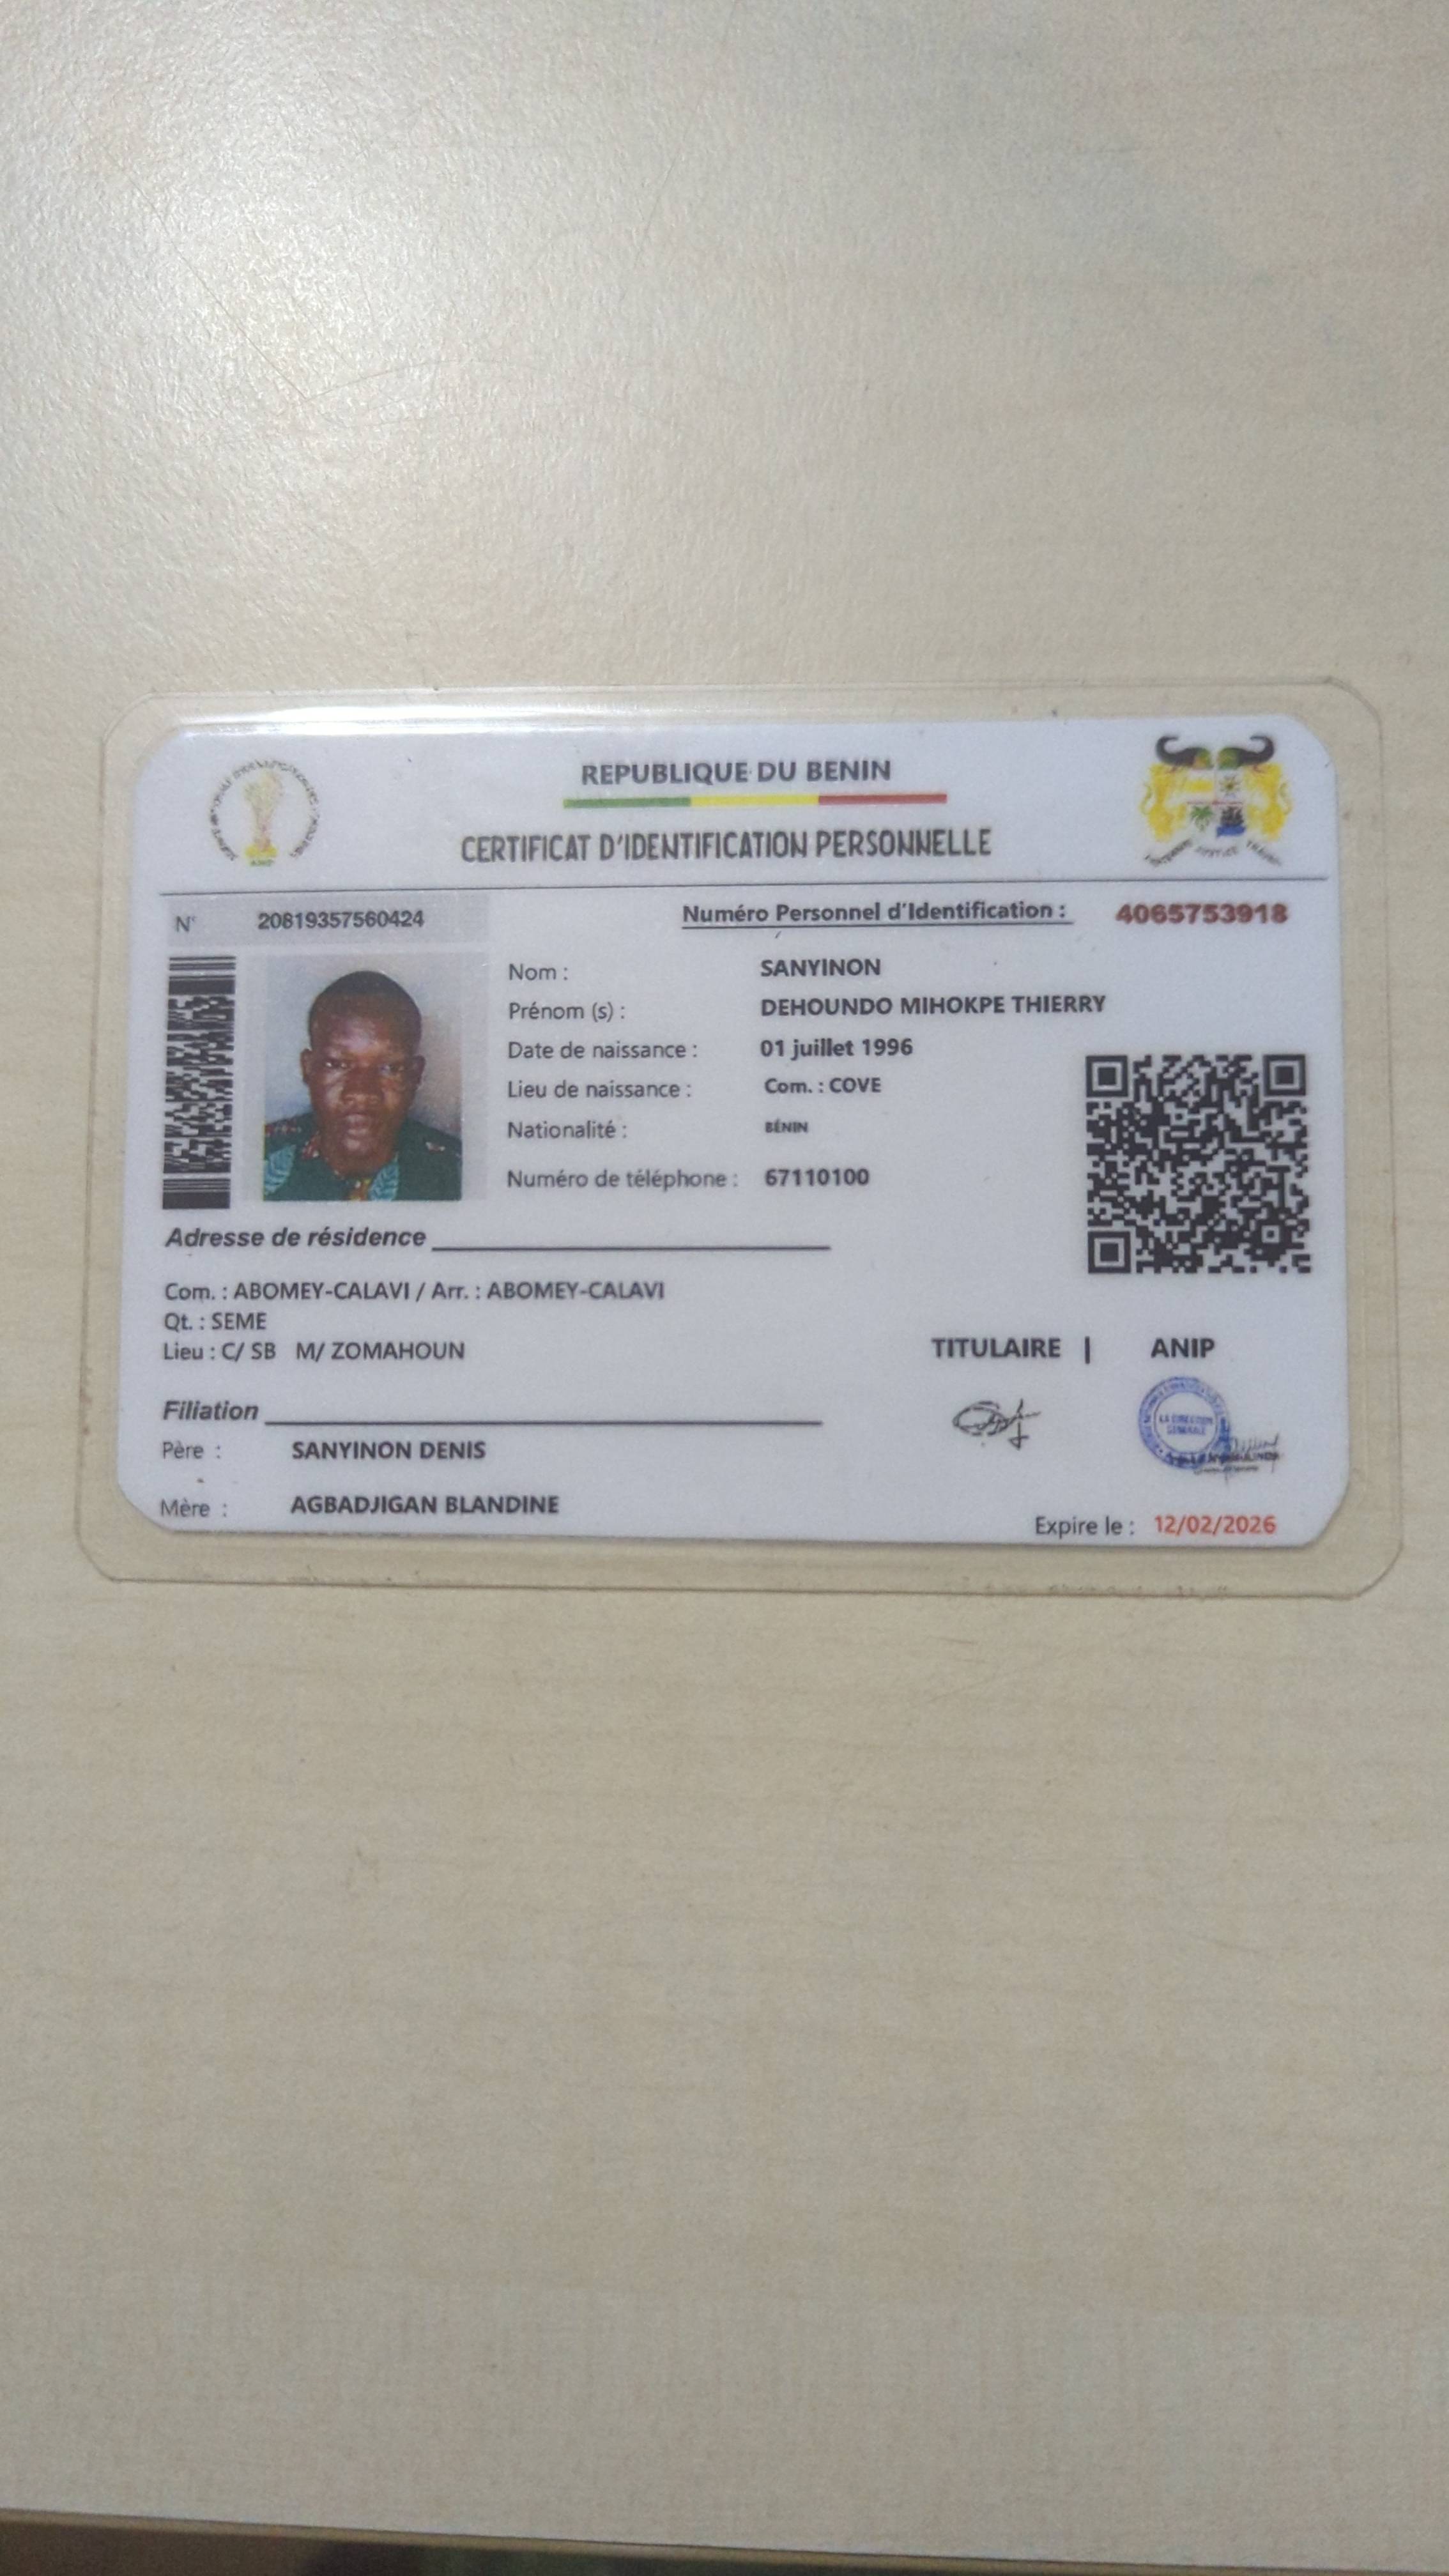 REPUBLIQUE DU BENIN
CERTIFICAT D'IDENTIFICATION PERSONNELLE
N° 20819357560424
Numéro Personnel d'Identification : 4065753918
Nom : SANYINON
Prénom (s) : DEHOUNDO MIHOKPE THIERRY
Date de naissance : 01 juillet 1996
Lieu de naissance : Com. : COVE
Nationalité : BÉNIN
Numéro de téléphone : 67110100
Adresse de résidence
Com. : ABOMEY-CALAVI / Arr. : ABOMEY-CALAVI
Qt. : SEME
Lieu : C/ SB M/ ZOMAHOUN
TITULAIRE | ANIP
LA DIRECTION
GENERALE
Filiation
Père : SANYINON DENIS
Mère : AGBADJIGAN BLANDINE
Expire le : 12/02/2026